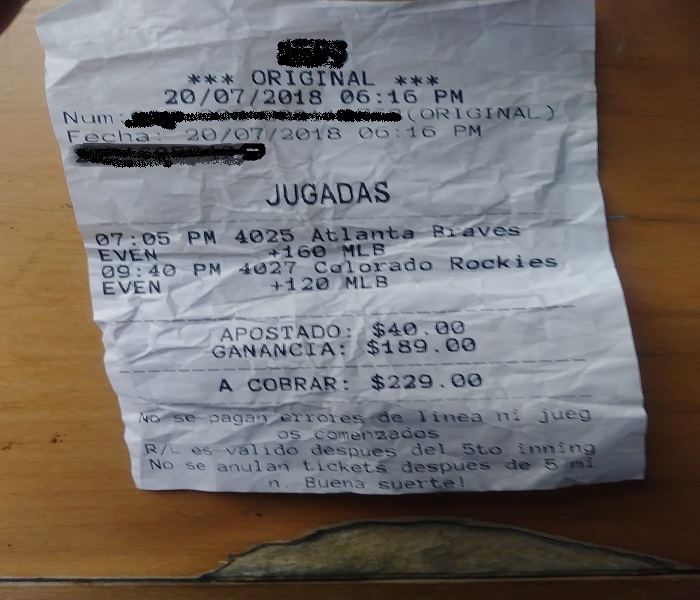 *** ORIGINAL ***
20/07/2018 06:16 PM
Num: (ORIGINAL)
Fecha: 20/07/2018 06:16 PM
JUGADAS
07:05 PM 4025 Atlanta Braves
EVEN +160 MLB
09:40 PM 4027 Colorado Rockies
EVEN +120 MLB
APOSTADO: $40.00
GANANCIA: $189.00
A COBRAR: $229.00
No se pagan errores de linea ni jueg
os comenzados
R/L es valido despues del 5to inning
No se anulan tickets despues de 5 mi
n. Buena suerte!